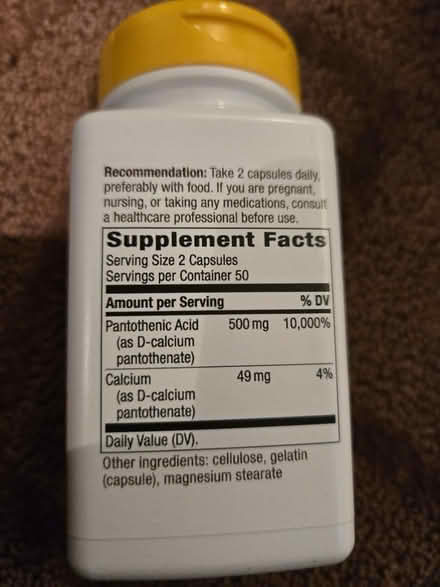 Recommendation: Take 2 capsules daily,
preferably with food. If you are pregnant,
nursing, or taking any medications, consult
a healthcare professional before use.
Supplement Facts
Serving Size 2 Capsules
Servings per Container 50
Amount per Serving % DV
Pantothenic Acid 500 mg 10,000%
(as D-calcium
pantothenate)
Calcium 49 mg 4%
(as D-calcium
pantothenate)
Daily Value (DV).
Other ingredients: cellulose, gelatin
(capsule), magnesium stearate